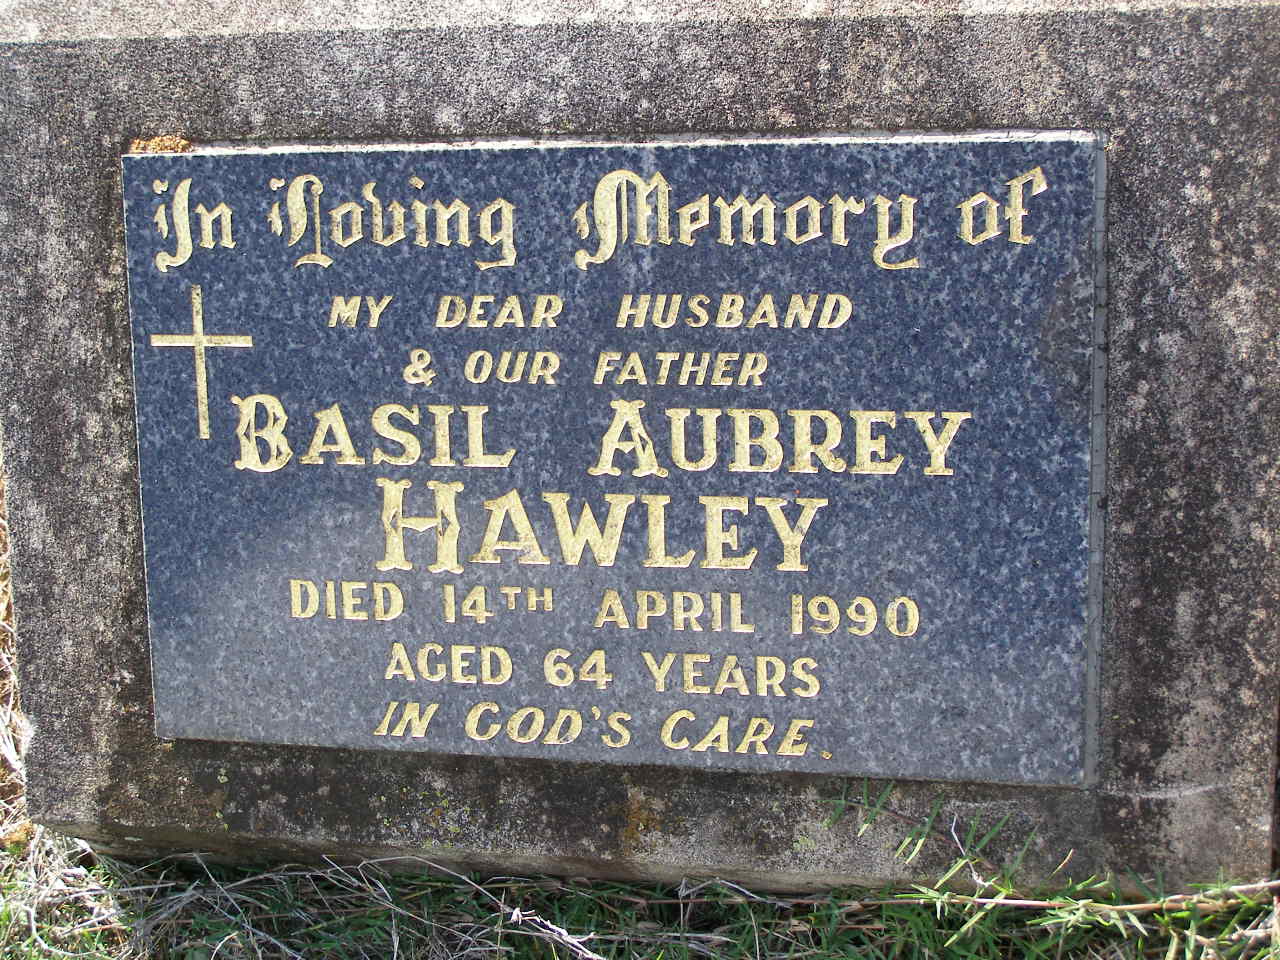 In Loving Memory of
MY DEAR HUSBAND
& OUR FATHER
BASIL AUBREY
HAWLEY
DIED 14TH APRIL 1990
AGED 64 YEARS
IN GOD'S CARE.